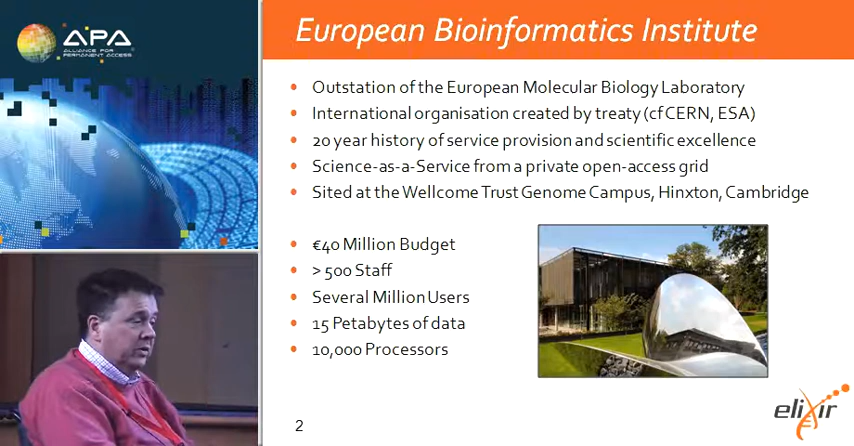 APA
ALLIANCE FOR
PERMANENT ACCESS
European Bioinformatics Institute
• Outstation of the European Molecular Biology Laboratory
• International organisation created by treaty (cf CERN, ESA)
• 20 year history of service provision and scientific excellence
• Science-as-a-Service from a private open-access grid
• Sited at the Wellcome Trust Genome Campus, Hinxton, Cambridge
• €40 Million Budget
• > 500 Staff
• Several Million Users
• 15 Petabytes of data
• 10,000 Processors
2
elixir